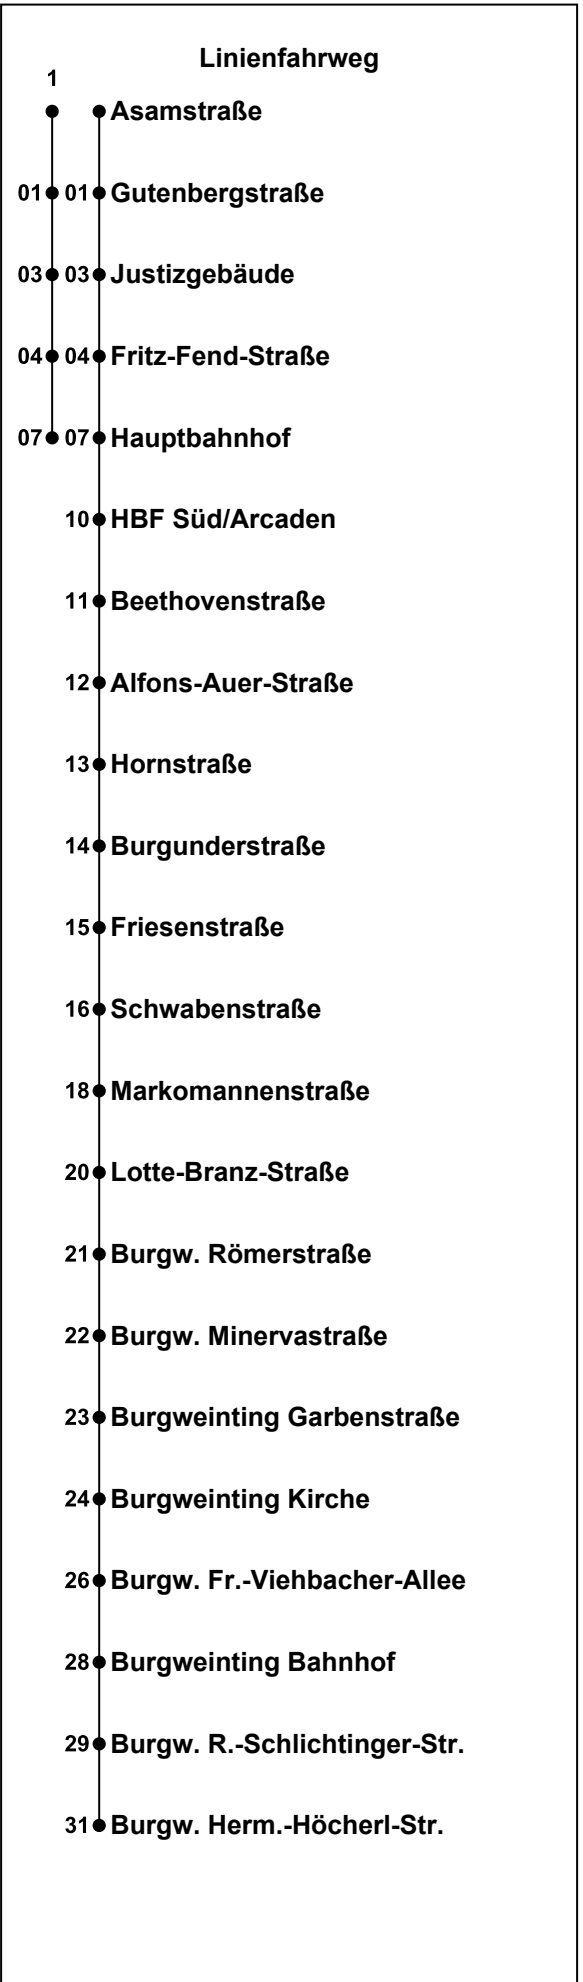 Linienfahrweg
1
Asamstraße
01 01 Gutenbergstraße
03 03 Justizgebäude
04 04 Fritz-Fend-Straße
07 07 Hauptbahnhof
10 HBF Süd/Arcaden
11 Beethovenstraße
12 Alfons-Auer-Straße
13 Hornstraße
14 Burgunderstraße
15 Friesenstraße
16 Schwabenstraße
18 Markomannenstraße
20 Lotte-Branz-Straße
21 Burgw. Römerstraße
22 Burgw. Minervastraße
23 Burgweinting Garbenstraße
24 Burgweinting Kirche
26 Burgw. Fr.-Viehbacher-Allee
28 Burgweinting Bahnhof
29 Burgw. R.-Schlichtinger-Str.
31 Burgw. Herm.-Höcherl-Str.